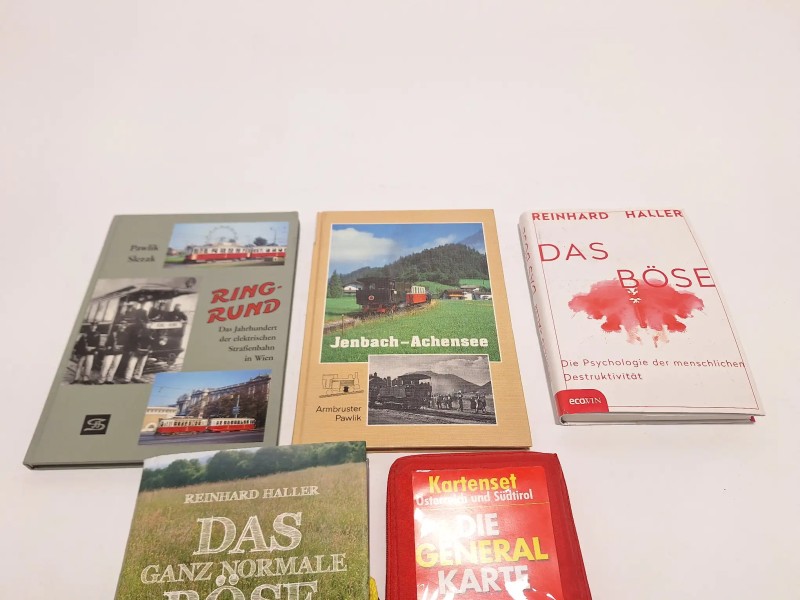 Pawlik
Slezak
RING-
RUND
Das Jahrhundert
der elektrischen
Straßenbahn
in Wien
Jenbach–Achensee
Armbruster
Pawlik
REINHARD HALLER
DAS
BÖSE
Die Psychologie der menschlichen
Destruktivität
ecoWIN
REINHARD HALLER
DAS
GANZ NORMALE
BÖSE
Kartenset
Österreich und Südtirol
DIE
GENERAL
KARTE